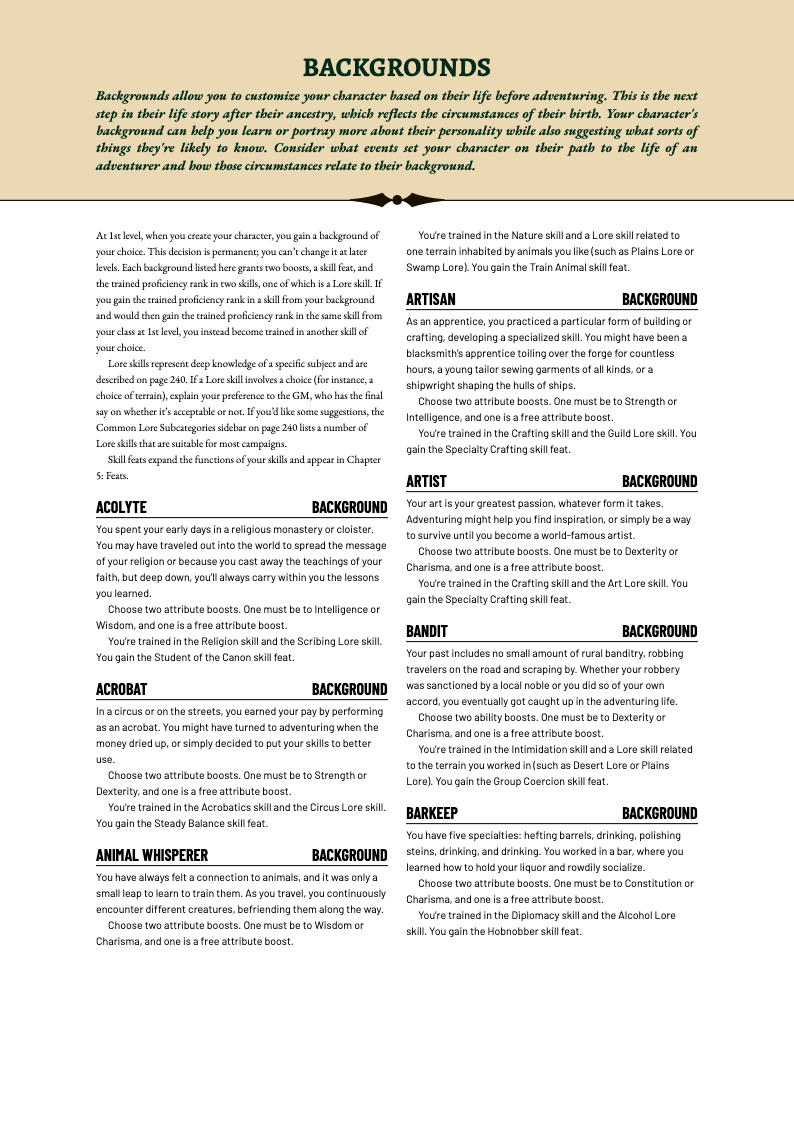 BACKGROUNDS
Backgrounds allow you to customize your character based on their life before adventuring. This is the next
step in their life story after their ancestry, which reflects the circumstances of their birth. Your character's
background can help you learn or portray more about their personality while also suggesting what sorts of
things they're likely to know. Consider what events set your character on their path to the life of an
adventurer and how those circumstances relate to their background.
At 1st level, when you create your character, you gain a background of
your choice. This decision is permanent; you can't change it at later
levels. Each background listed here grants two boosts, a skill feat, and
the trained proficiency rank in two skills, one of which is a Lore skill. If
you gain the trained proficiency rank in a skill from your background
and would then gain the trained proficiency rank in the same skill from
your class at 1st level, you instead become trained in another skill of
your choice.
Lore skills represent deep knowledge of a specific subject and are
described on page 240. If a Lore skill involves a choice (for instance, a
choice of terrain), explain your preference to the GM, who has the final
say on whether it's acceptable or not. If you'd like some suggestions, the
Common Lore Subcategories sidebar on page 240 lists a number of
Lore skills that are suitable for most campaigns.
Skill feats expand the functions of your skills and appear in Chapter
5: Feats.
ACOLYTE BACKGROUND
You spent your early days in a religious monastery or cloister.
You may have traveled out into the world to spread the message
of your religion or because you cast away the teachings of your
faith, but deep down, you'll always carry within you the lessons
you learned.
Choose two attribute boosts. One must be to Intelligence or
Wisdom, and one is a free attribute boost.
You're trained in the Religion skill and the Scribing Lore skill.
You gain the Student of the Canon skill feat.
ACROBAT BACKGROUND
In a circus or on the streets, you earned your pay by performing
as an acrobat. You might have turned to adventuring when the
money dried up, or simply decided to put your skills to better
use.
Choose two attribute boosts. One must be to Strength or
Dexterity, and one is a free attribute boost.
You're trained in the Acrobatics skill and the Circus Lore skill.
You gain the Steady Balance skill feat.
ANIMAL WHISPERER BACKGROUND
You have always felt a connection to animals, and it was only a
small leap to learn to train them. As you travel, you continuously
encounter different creatures, befriending them along the way.
Choose two attribute boosts. One must be to Wisdom or
Charisma, and one is a free attribute boost.
You're trained in the Nature skill and a Lore skill related to
one terrain inhabited by animals you like (such as Plains Lore or
Swamp Lore). You gain the Train Animal skill feat.
ARTISAN BACKGROUND
As an apprentice, you practiced a particular form of building or
crafting, developing a specialized skill. You might have been a
blacksmith's apprentice toiling over the forge for countless
hours, a young tailor sewing garments of all kinds, or a
shipwright shaping the hulls of ships.
Choose two attribute boosts. One must be to Strength or
Intelligence, and one is a free attribute boost.
You're trained in the Crafting skill and the Guild Lore skill. You
gain the Specialty Crafting skill feat.
ARTIST BACKGROUND
Your art is your greatest passion, whatever form it takes.
Adventuring might help you find inspiration, or simply be a way
to survive until you become a world-famous artist.
Choose two attribute boosts. One must be to Dexterity or
Charisma, and one is a free attribute boost.
You're trained in the Crafting skill and the Art Lore skill. You
gain the Specialty Crafting skill feat.
BANDIT BACKGROUND
Your past includes no small amount of rural banditry, robbing
travelers on the road and scraping by. Whether your robbery
was sanctioned by a local noble or you did so of your own
accord, you eventually got caught up in the adventuring life.
Choose two ability boosts. One must be to Dexterity or
Charisma, and one is a free attribute boost.
You're trained in the Intimidation skill and a Lore skill related
to the terrain you worked in (such as Desert Lore or Plains
Lore). You gain the Group Coercion skill feat.
BARKEEP BACKGROUND
You have five specialties: hefting barrels, drinking, polishing
steins, drinking, and drinking. You worked in a bar, where you
learned how to hold your liquor and rowdily socialize.
Choose two attribute boosts. One must be to Constitution or
Charisma, and one is a free attribute boost.
You're trained in the Diplomacy skill and the Alcohol Lore
skill. You gain the Hobnobber skill feat.